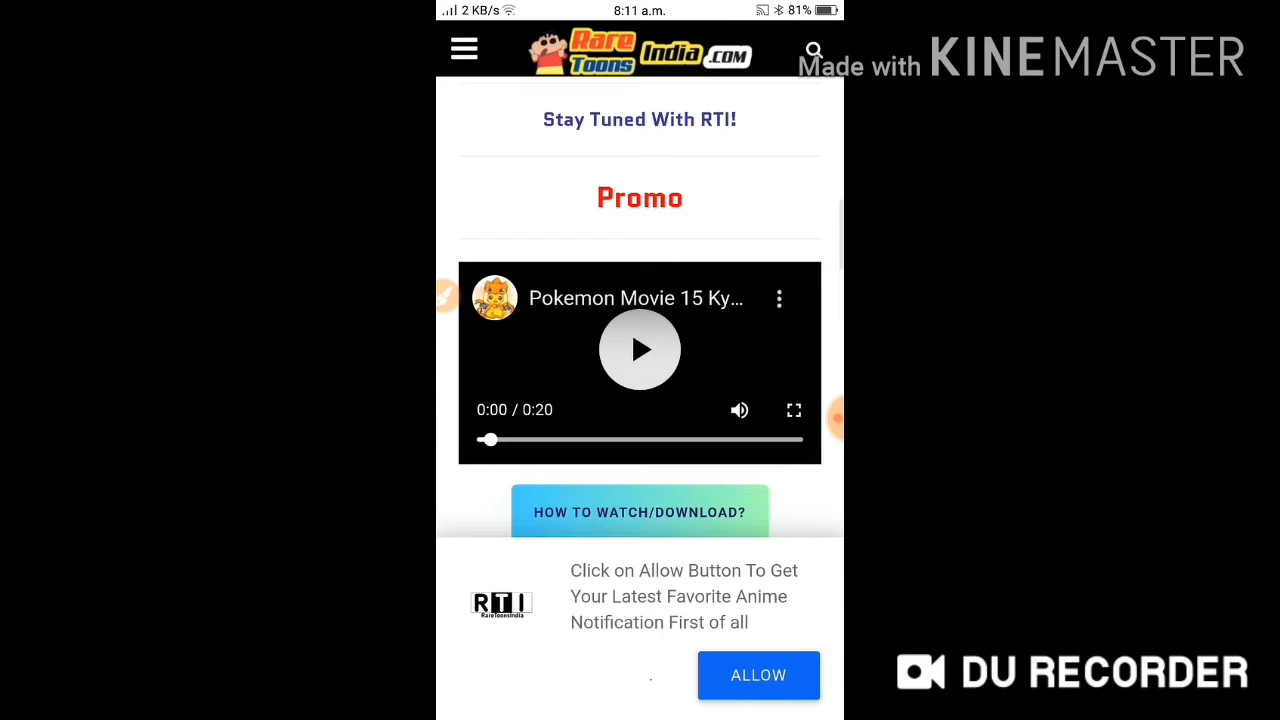 2 KB/s
8:11 a.m.
81%
Rare
Toons
India
.COM
Made with KINEMASTER
Stay Tuned With RTI!
Promo
Pokemon Movie 15 Ky...
0:00 / 0:20
HOW TO WATCH/DOWNLOAD?
Click on Allow Button To Get
Your Latest Favorite Anime
Notification First of all
RTI
RareToonsIndia
ALLOW
DU RECORDER